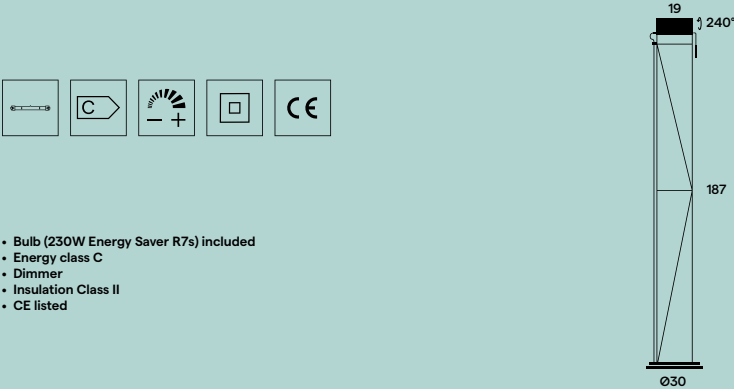 19
240°
C
CE
187
• Bulb (230W Energy Saver R7s) included
• Energy class C
• Dimmer
• Insulation Class II
• CE listed
Ø30